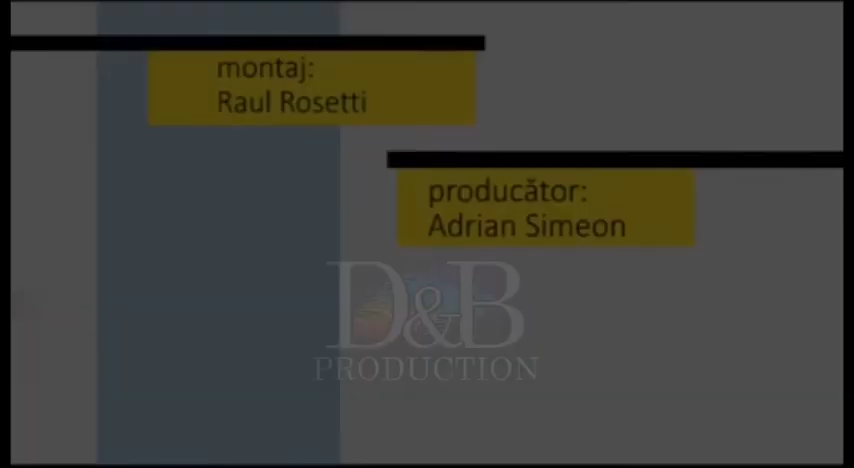 montaj:
Raul Rosetti
producător:
Adrian Simeon
D&B
PRODUCTION